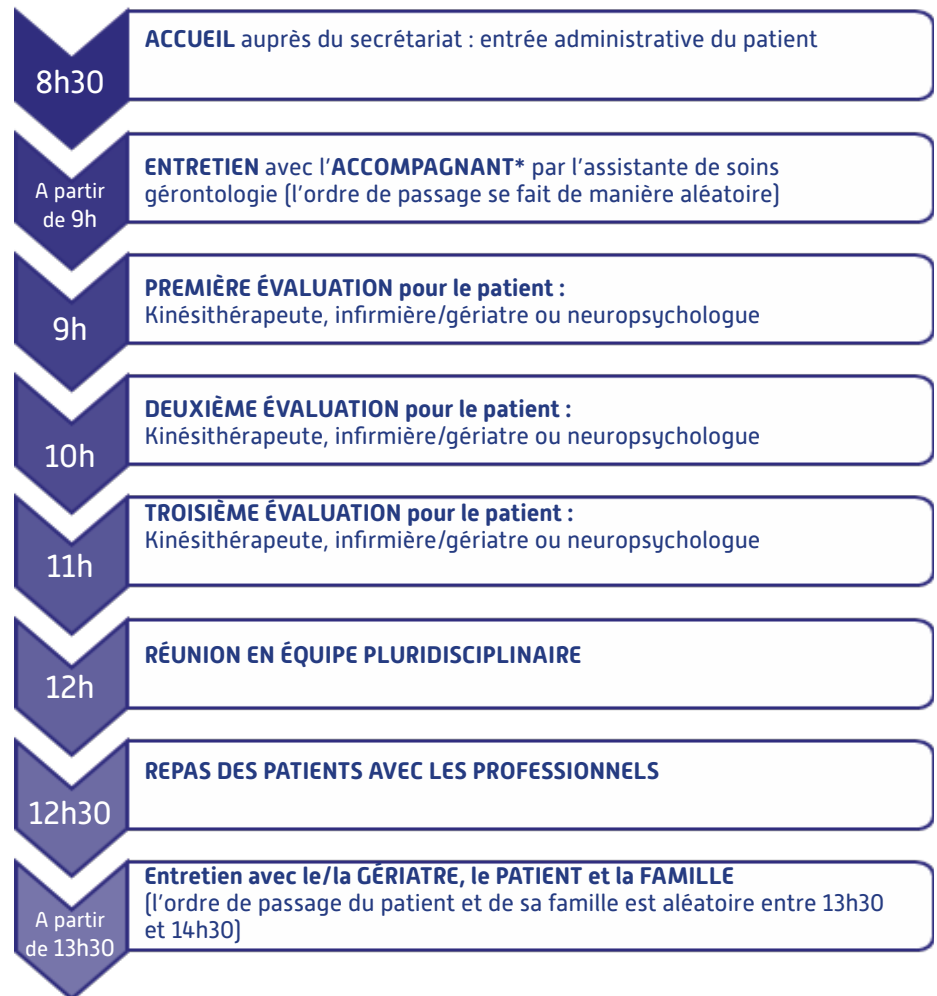 8h30
ACCUEIL auprès du secrétariat : entrée administrative du patient
A partir
de 9h
ENTRETIEN avec l'ACCOMPAGNANT* par l'assistante de soins
gérontologie (l'ordre de passage se fait de manière aléatoire)
9h
PREMIÈRE ÉVALUATION pour le patient :
Kinésithérapeute, infirmière/gériatre ou neuropsychologue
10h
DEUXIÈME ÉVALUATION pour le patient :
Kinésithérapeute, infirmière/gériatre ou neuropsychologue
11h
TROISIÈME ÉVALUATION pour le patient :
Kinésithérapeute, infirmière/gériatre ou neuropsychologue
12h
RÉUNION EN ÉQUIPE PLURIDISCIPLINAIRE
12h30
REPAS DES PATIENTS AVEC LES PROFESSIONNELS
A partir
de 13h30
Entretien avec le/la GÉRIATRE, le PATIENT et la FAMILLE
(l'ordre de passage du patient et de sa famille est aléatoire entre 13h30
et 14h30)